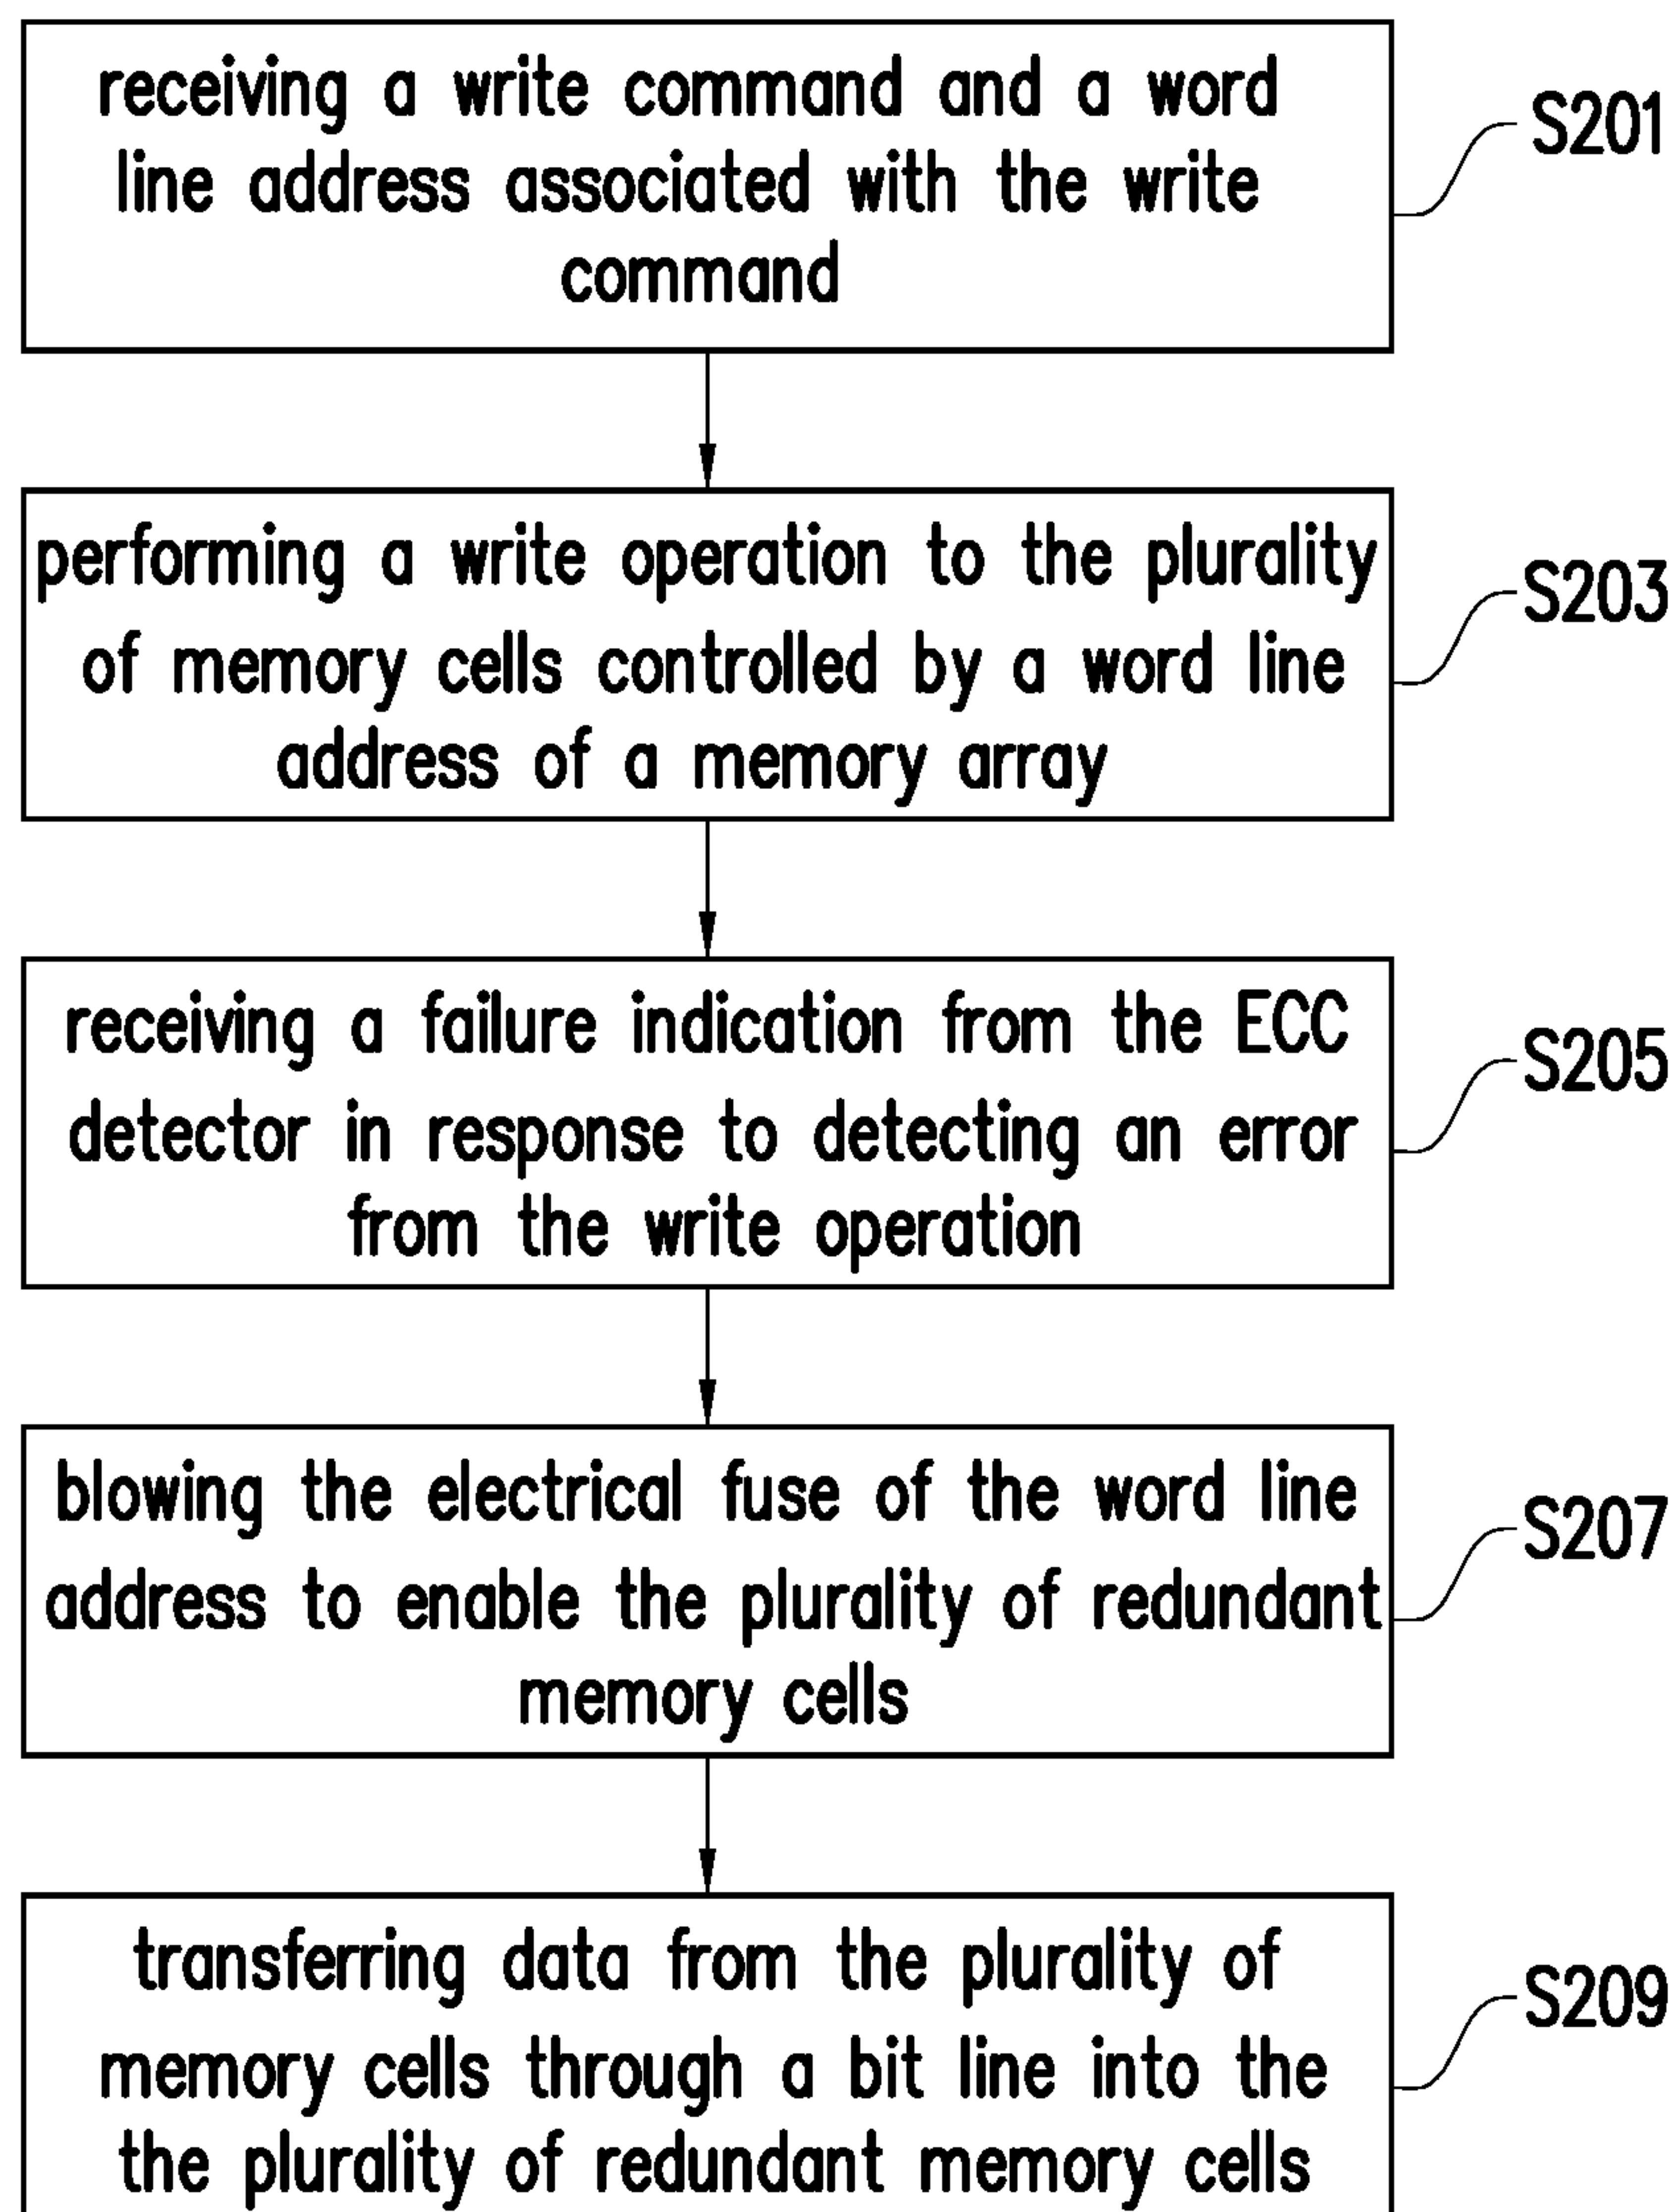 receiving a write command and a word
line address associated with the write
command
S201
performing a write operation to the plurality
of memory cells controlled by a word line
address of a memory array
S203
receiving a failure indication from the ECC
detector in response to detecting an error
from the write operation
S205
blowing the electrical fuse of the word line
address to enable the plurality of redundant
memory cells
S207
transferring data from the plurality of
memory cells through a bit line into the
the plurality of redundant memory cells
S209